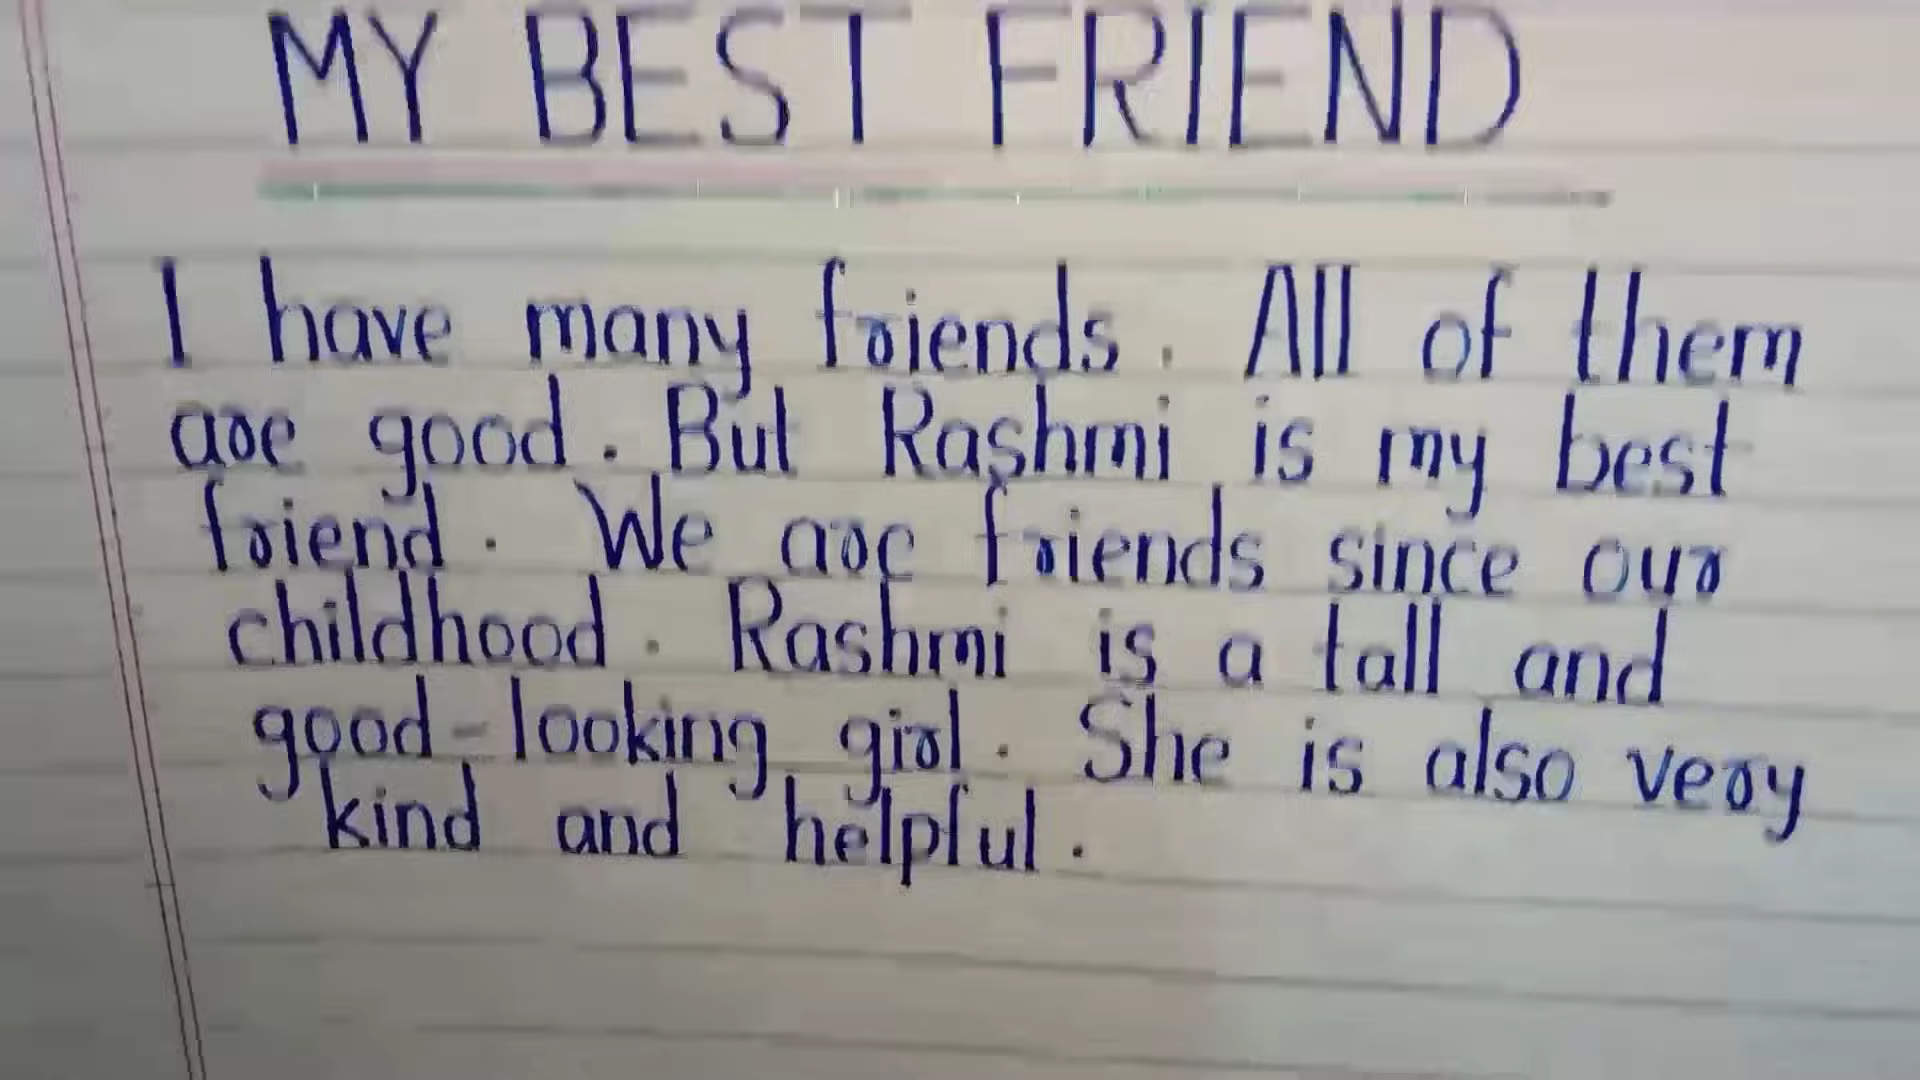 MY BEST FRIEND
I have many friends. All of them
are good. But Rashmi is my best
friend. We are friends since our
childhood. Rashmi is a tall and
good-looking girl. She is also very
kind and helpful.